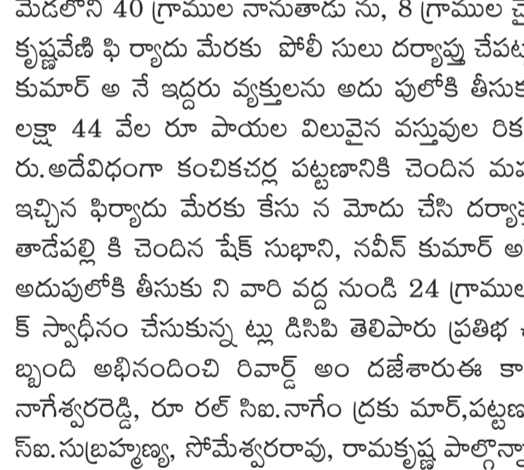 మెడలోని 40 గ్రాముల నానుతాడు ను, 8 గ్రాముల
కృష్ణవేణి ఫి ర్యాదు మేరకు పోలీ సులు దర్యాప్తు చేపట
కుమార్ అ నే ఇద్దరు వ్యక్తులను అదు పులోకి తీసుక
లక్షా 44 వేల రూ పాయల విలువైన వస్తువుల రిక
రు.అదేవిధంగా కంచికచర్ల పట్టణానికి చెందిన మ
ఇచ్చిన ఫిర్యాదు మేరకు కేసు న మోదు చేసి దర్యా
తాడేపల్లి కి చెందిన షేక్ సుభాని, నవీన్ కుమార్ అ
అదుపులోకి తీసుకు ని వారి వద్ద నుండి 24 గ్రాముల
క్ స్వాధీనం చేసుకున్న ట్లు డిసిపి తెలిపారు ప్రతిభ
బ్బంది అభినందించి రివార్డ్ అం దజేశారుఈ కా
నాగేశ్వరరెడ్డి, రూ రల్ సిఐ.నాగేం ద్రకు మార్,పట్టణ
స్ఐ.సుబ్రహ్మణ్య, సోమేశ్వరరావు, రామకృష్ణ పాల్గొన్నా